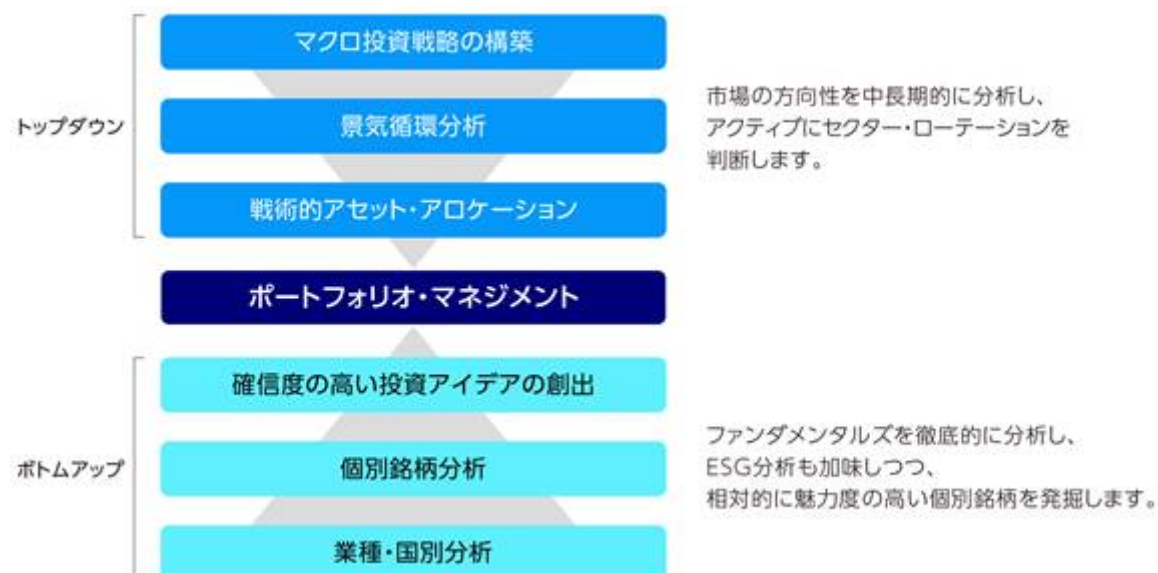 マクロ投資戦略の構築
トップダウン
景気循環分析
戦術的アセット・アロケーション
市場の方向性を中長期的に分析し、
アクティブにセクター・ローテーションを
判断します。
ポートフォリオ・マネジメント
確信度の高い投資アイデアの創出
ボトムアップ
個別銘柄分析
業種・国別分析
ファンダメンタルズを徹底的に分析し、
ESG分析も加味しつつ、
相対的に魅力度の高い個別銘柄を発掘します。